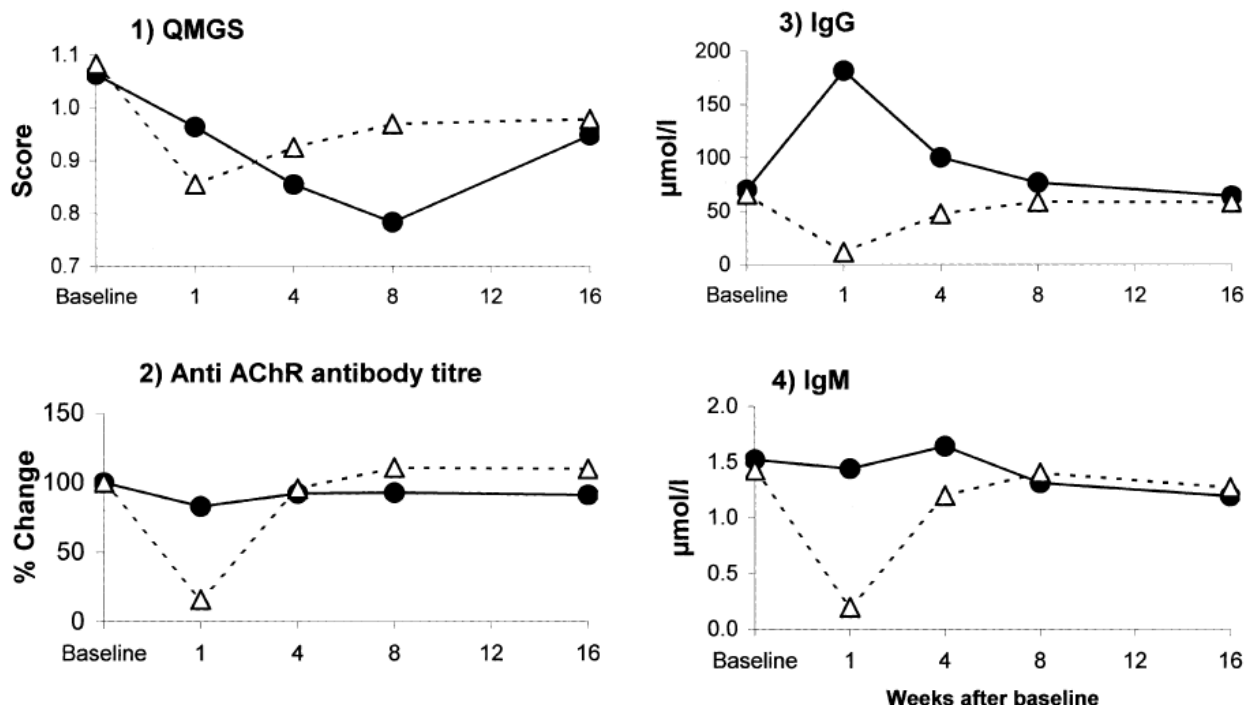 1) QMGS
1.1
1.0
0.9
0.8
0.7
Score
Baseline 1 4 8 12 16
2) Anti AChR antibody titre
150
100
50
0
% Change
Baseline 1 4 8 12 16
3) IgG
200
150
100
50
0
µmol/l
Baseline 1 4 8 12 16
4) IgM
2.0
1.5
1.0
0.5
0.0
µmol/l
Baseline 1 4 8 12 16
Weeks after baseline